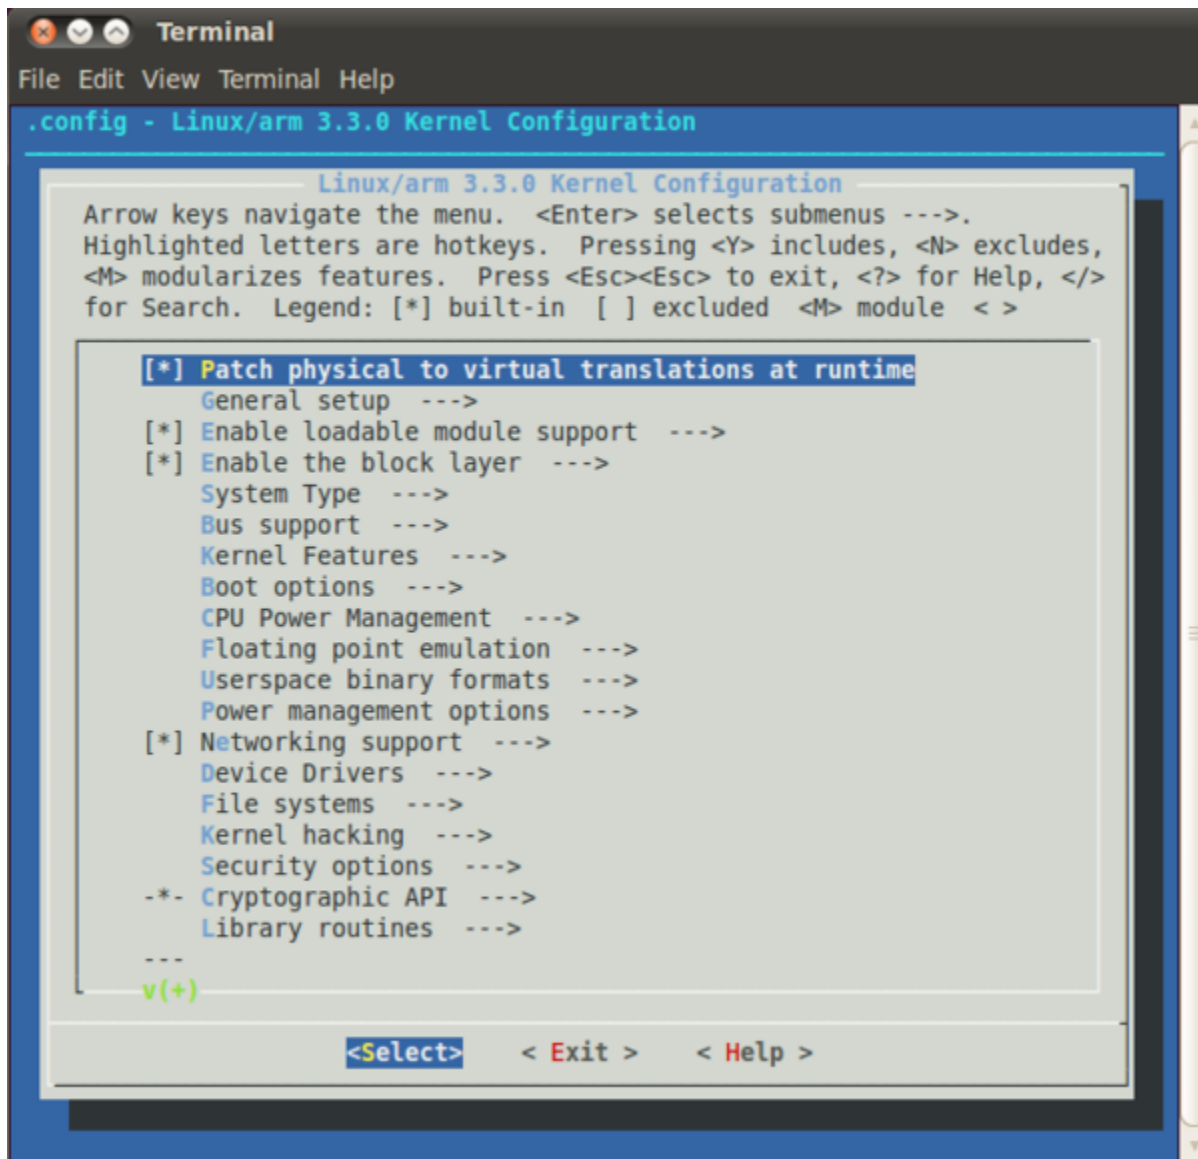 Terminal
File Edit View Terminal Help
.config - Linux/arm 3.3.0 Kernel Configuration
Linux/arm 3.3.0 Kernel Configuration
Arrow keys navigate the menu.  <Enter> selects submenus --->.
Highlighted letters are hotkeys.  Pressing <Y> includes, <N> excludes,
<M> modularizes features.  Press <Esc><Esc> to exit, <?> for Help, </>
for Search.  Legend: [*] built-in  [ ] excluded  <M> module  < >
[*] Patch physical to virtual translations at runtime
General setup  --->
[*] Enable loadable module support  --->
[*] Enable the block layer  --->
System Type  --->
Bus support  --->
Kernel Features  --->
Boot options  --->
CPU Power Management  --->
Floating point emulation  --->
Userspace binary formats  --->
Power management options  --->
[*] Networking support  --->
Device Drivers  --->
File systems  --->
Kernel hacking  --->
Security options  --->
-*- Cryptographic API  --->
Library routines  --->
---
v(+)
<Select>    < Exit >    < Help >